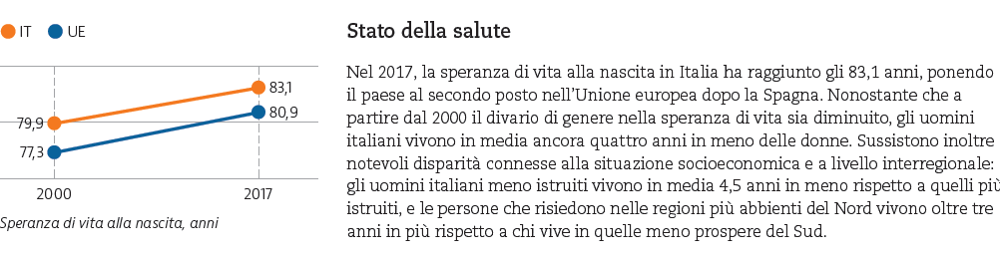 IT UE
83,1
80,9
79,9
77,3
2000 2017
Speranza di vita alla nascita, anni
Stato della salute
Nel 2017, la speranza di vita alla nascita in Italia ha raggiunto gli 83,1 anni, ponendo
il paese al secondo posto nell'Unione europea dopo la Spagna. Nonostante che a
partire dal 2000 il divario di genere nella speranza di vita sia diminuito, gli uomini
italiani vivono in media ancora quattro anni in meno delle donne. Sussistono inoltre
notevoli disparità connesse alla situazione socioeconomica e a livello interregionale:
gli uomini italiani meno istruiti vivono in media 4,5 anni in meno rispetto a quelli più
istruiti, e le persone che risiedono nelle regioni più abbienti del Nord vivono oltre tre
anni in più rispetto a chi vive in quelle meno prospere del Sud.